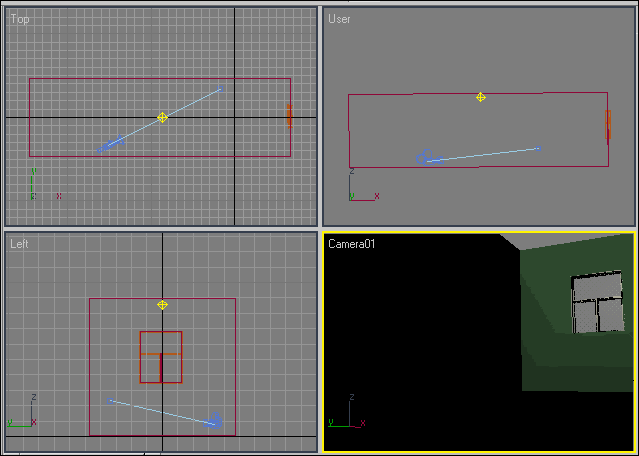 Top
User
y
z x
z
x
Left
Camera01
z
y x
z
y x